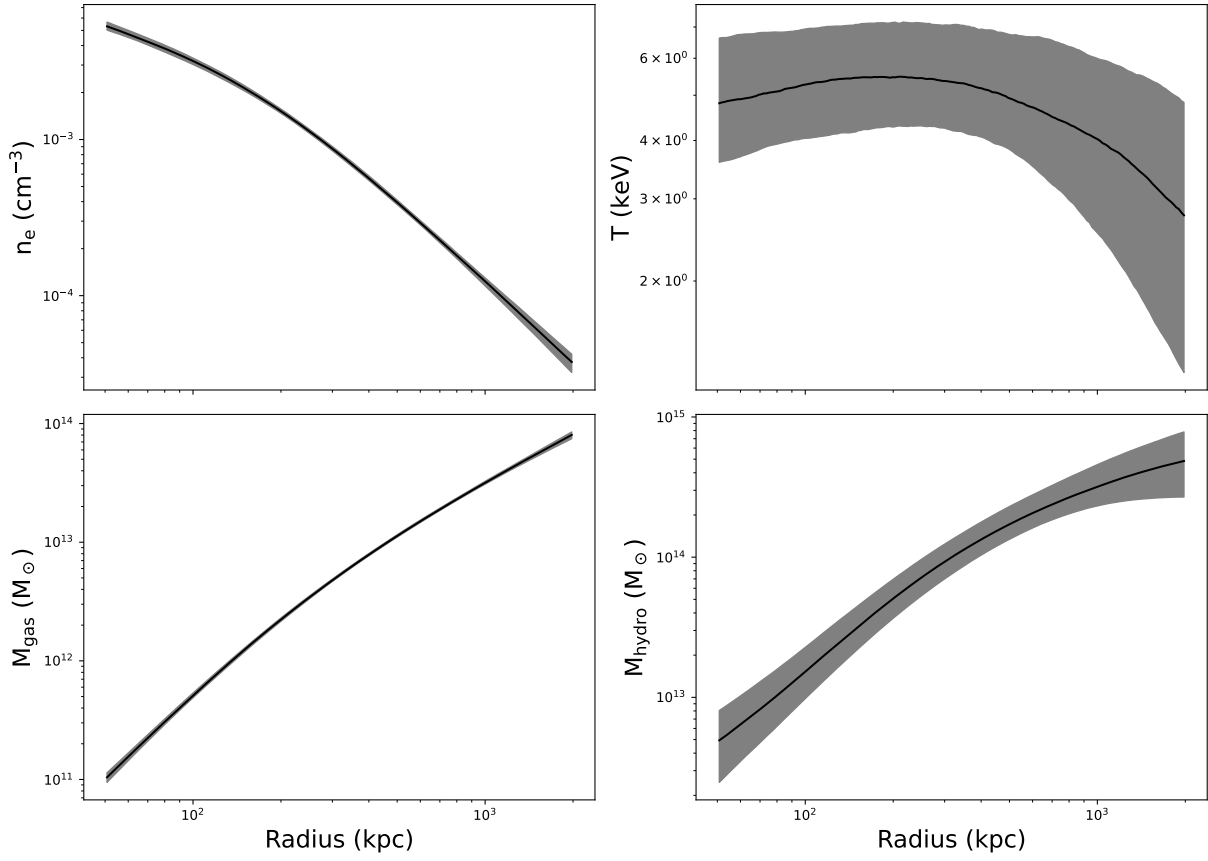 n_e (cm^−3)
10^−3
10^−4
T (keV)
6 × 10^0
4 × 10^0
3 × 10^0
2 × 10^0
M_gas (M_⊙)
10^14
10^13
10^12
10^11
10^2
10^3
Radius (kpc)
M_hydro (M_⊙)
10^15
10^14
10^13
10^2
10^3
Radius (kpc)